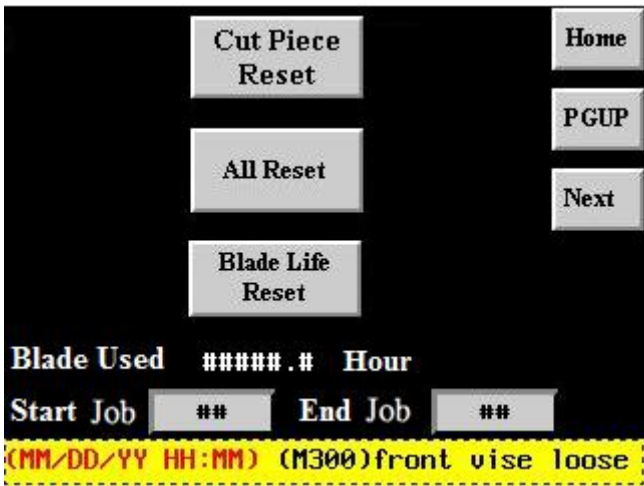 Cut Piece
Reset
Home
PGUP
All Reset
Next
Blade Life
Reset
Blade Used #####.# Hour
Start Job ## End Job ##
(MM/DD/YY HH:MM) (M300)front vise loose